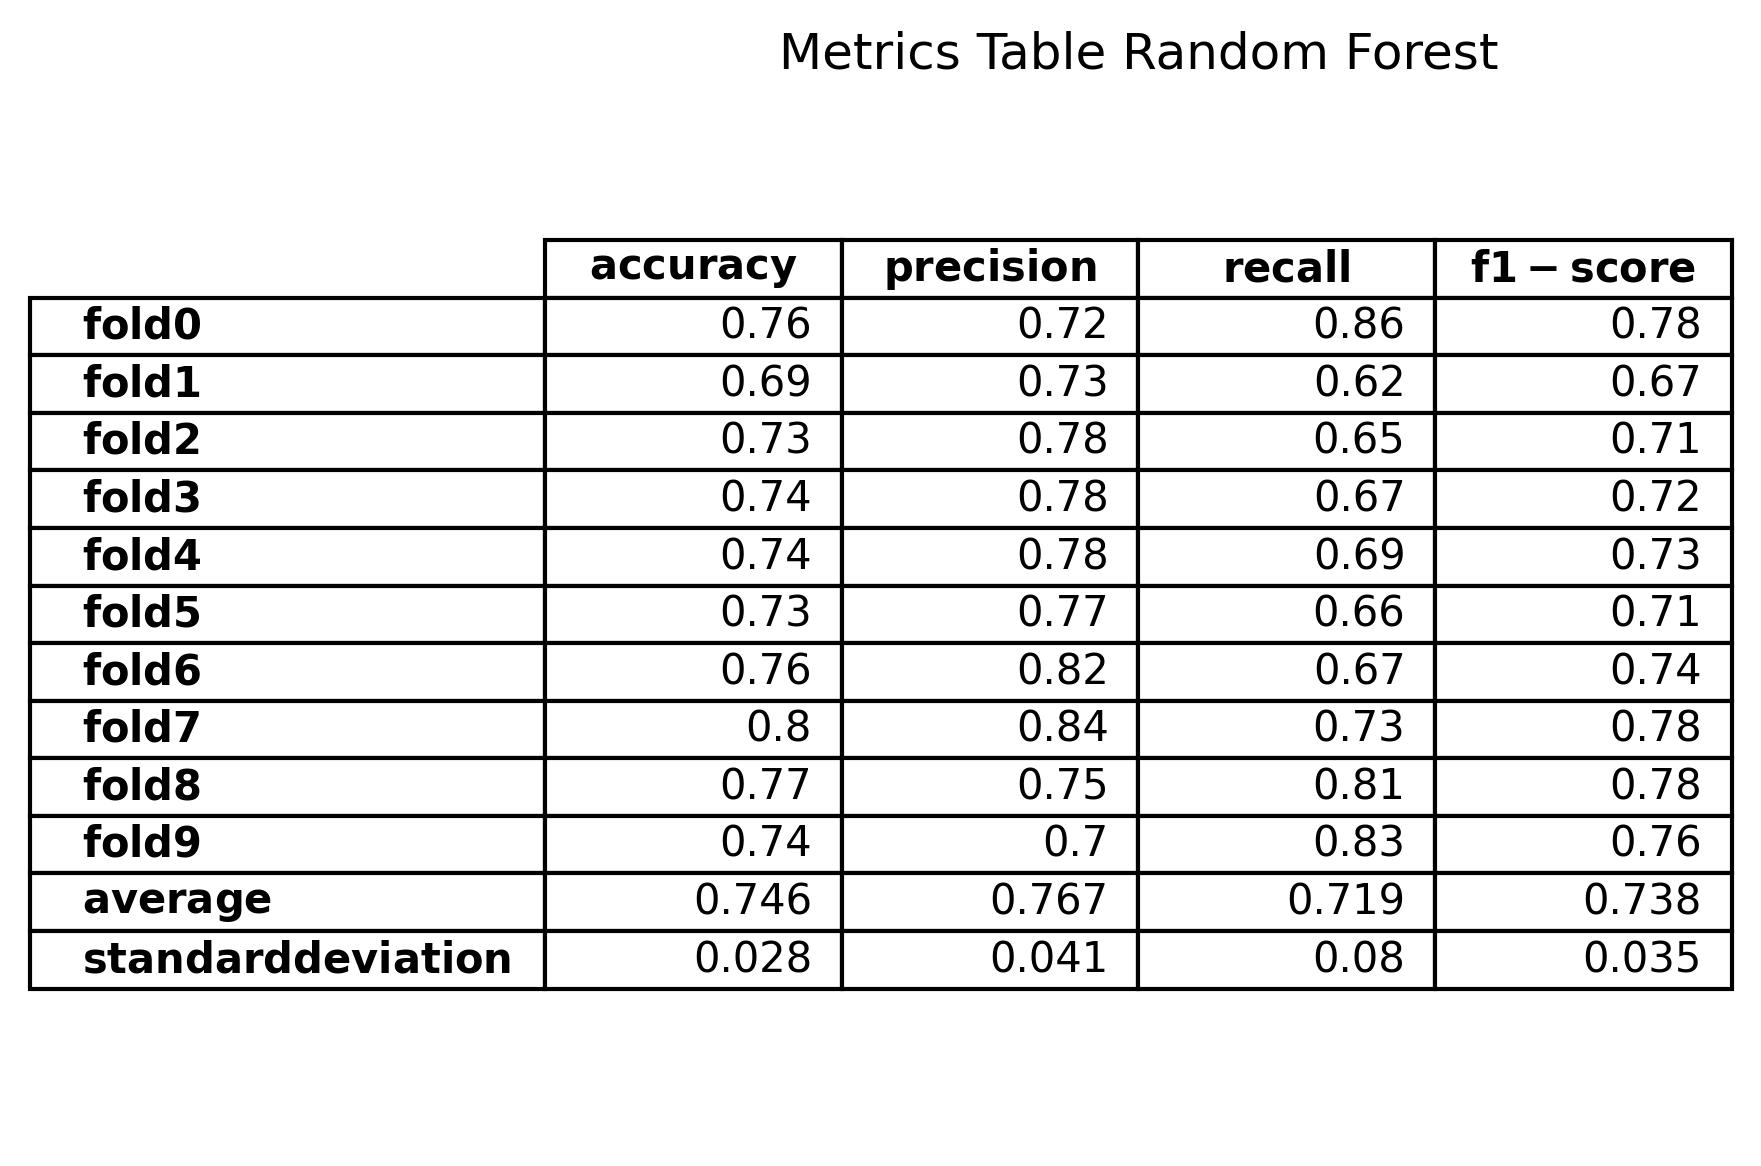 Metrics Table Random Forest
accuracy precision recall f1 − score
fold0 0.76 0.72 0.86 0.78
fold1 0.69 0.73 0.62 0.67
fold2 0.73 0.78 0.65 0.71
fold3 0.74 0.78 0.67 0.72
fold4 0.74 0.78 0.69 0.73
fold5 0.73 0.77 0.66 0.71
fold6 0.76 0.82 0.67 0.74
fold7 0.8 0.84 0.73 0.78
fold8 0.77 0.75 0.81 0.78
fold9 0.74 0.7 0.83 0.76
average 0.746 0.767 0.719 0.738
standarddeviation 0.028 0.041 0.08 0.035